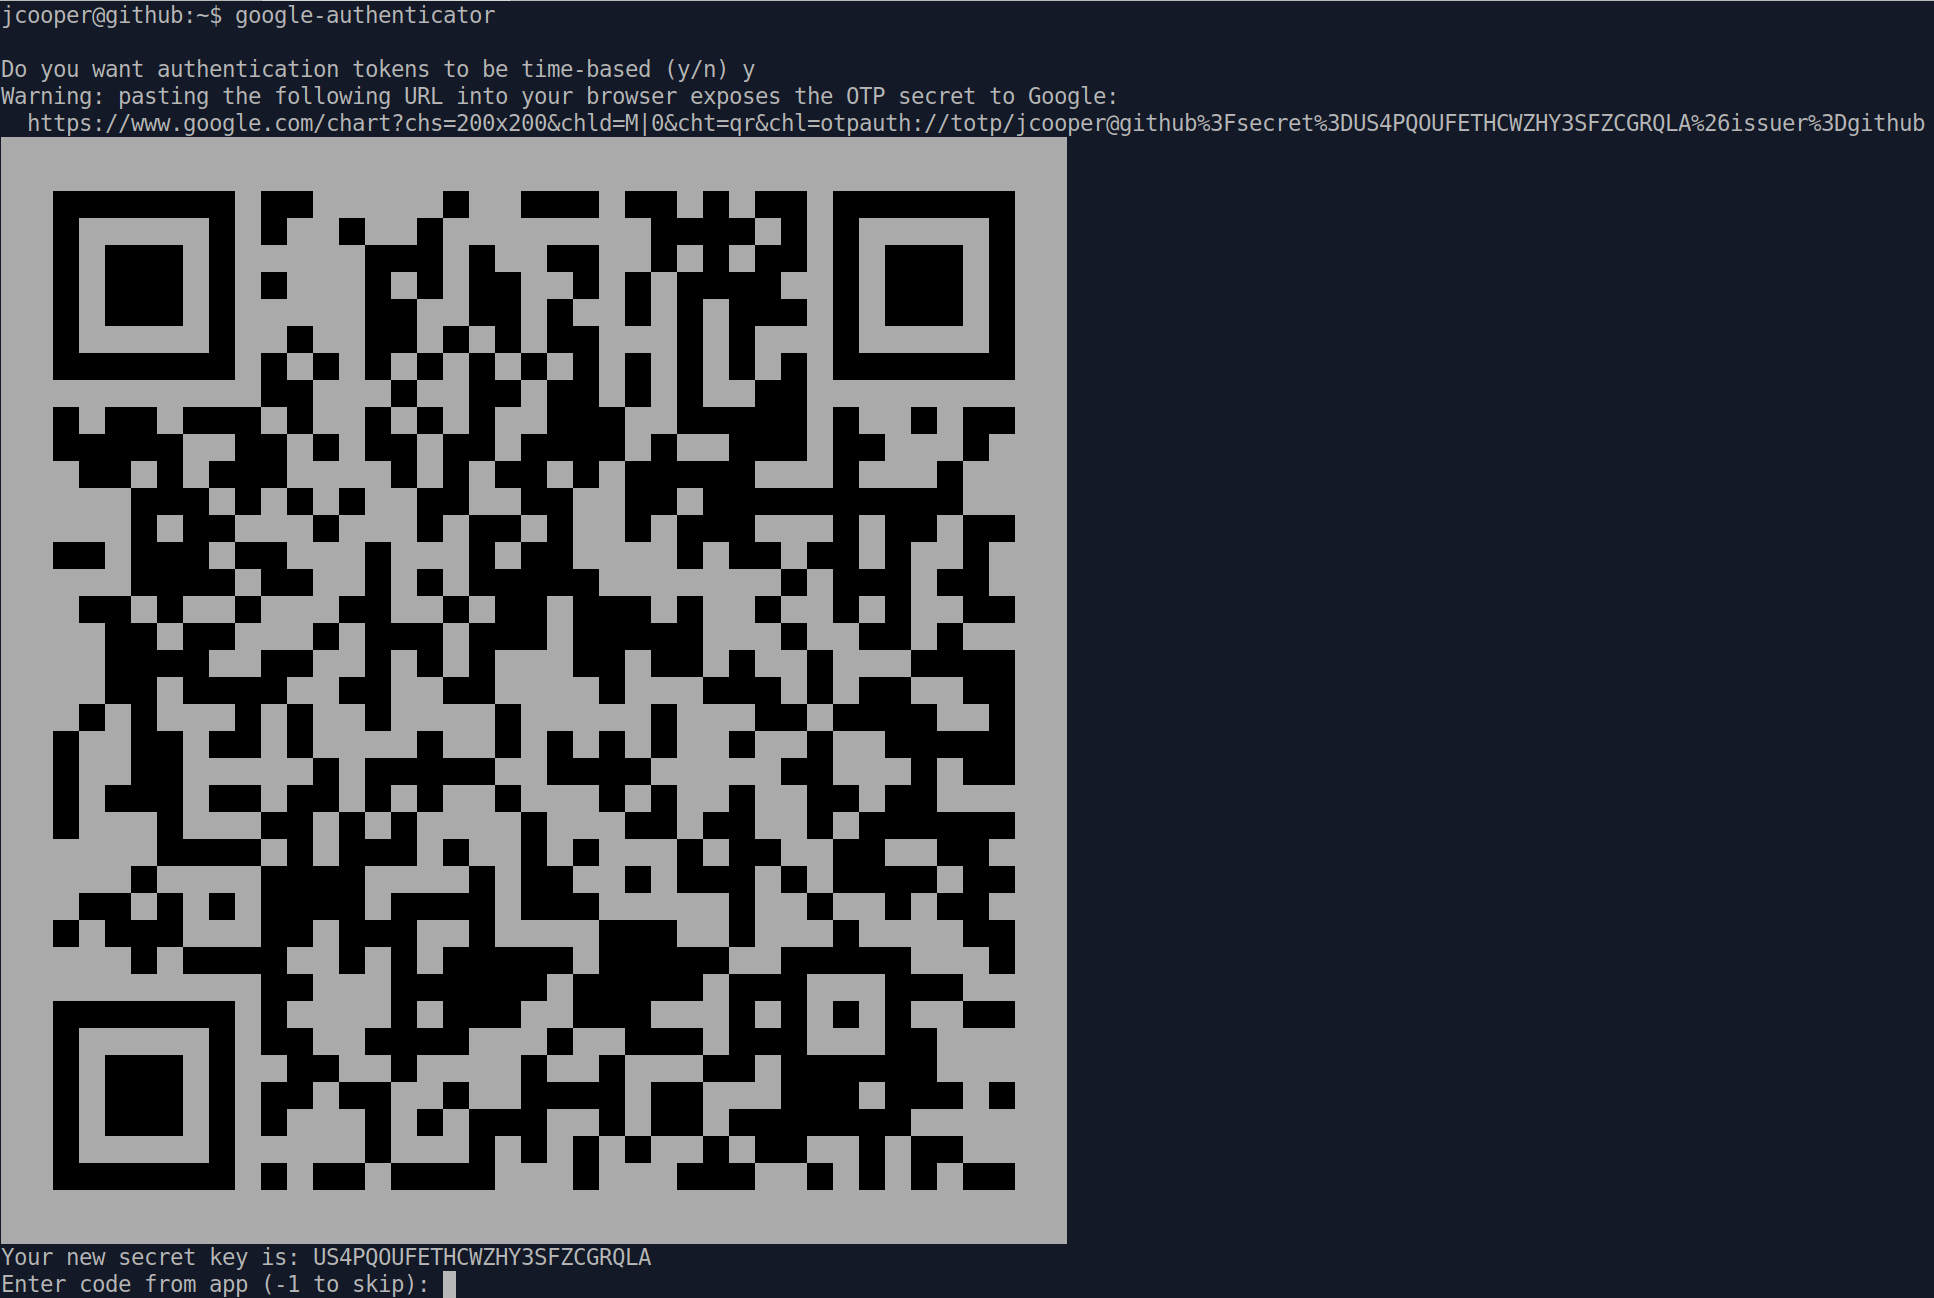 jcooper@github:~$ google-authenticator
Do you want authentication tokens to be time-based (y/n) y
Warning: pasting the following URL into your browser exposes the OTP secret to Google:
https://www.google.com/chart?chs=200x200&chld=M|0&cht=qr&chl=otpauth://totp/jcooper@github%3Fsecret%3DUS4PQOUFETHCWZHY3SFZCGRQLA%26issuer%3Dgithub
Your new secret key is: US4PQOUFETHCWZHY3SFZCGRQLA
Enter code from app (-1 to skip):